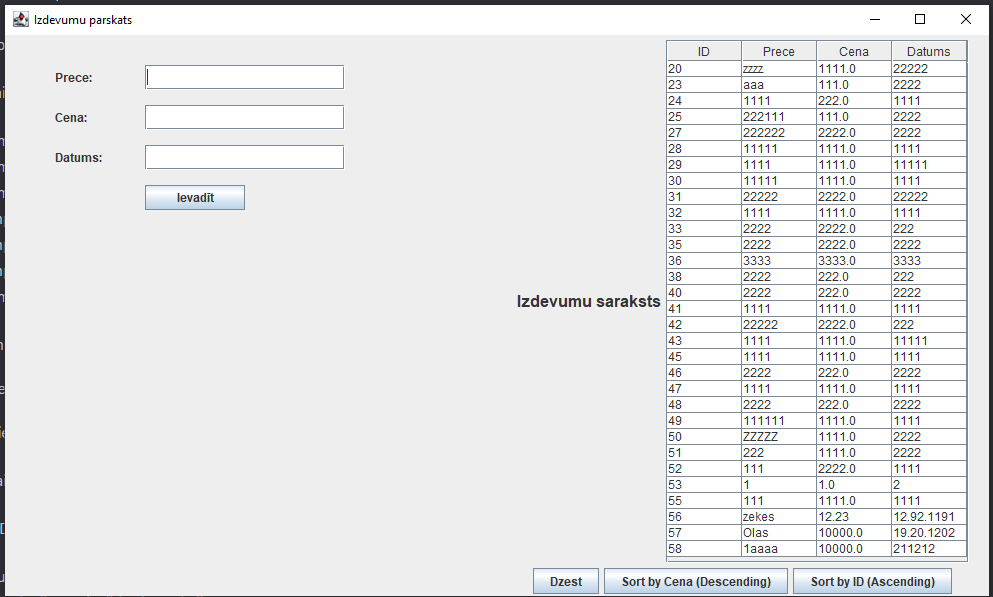 Izdevumu parskats
Prece:
Cena:
Datums:
Ievadīt
Izdevumu saraksts
ID Prece Cena Datums
20 zzzz 1111.0 22222
23 aaa 111.0 2222
24 1111 222.0 1111
25 222111 111.0 2222
27 222222 2222.0 2222
28 11111 1111.0 1111
29 1111 1111.0 11111
30 11111 1111.0 1111
31 22222 2222.0 22222
32 1111 1111.0 1111
33 2222 2222.0 222
35 2222 2222.0 2222
36 3333 3333.0 3333
38 2222 222.0 222
40 2222 222.0 2222
41 1111 1111.0 1111
42 22222 2222.0 222
43 1111 1111.0 11111
45 1111 1111.0 1111
46 2222 222.0 2222
47 1111 1111.0 1111
48 2222 222.0 2222
49 111111 1111.0 1111
50 ZZZZZ 1111.0 2222
51 222 1111.0 2222
52 111 2222.0 1111
53 1 1.0 2
55 111 1111.0 1111
56 zekes 12.23 12.92.1191
57 Olas 10000.0 19.20.1202
58 1aaaa 10000.0 211212
Dzest Sort by Cena (Descending) Sort by ID (Ascending)